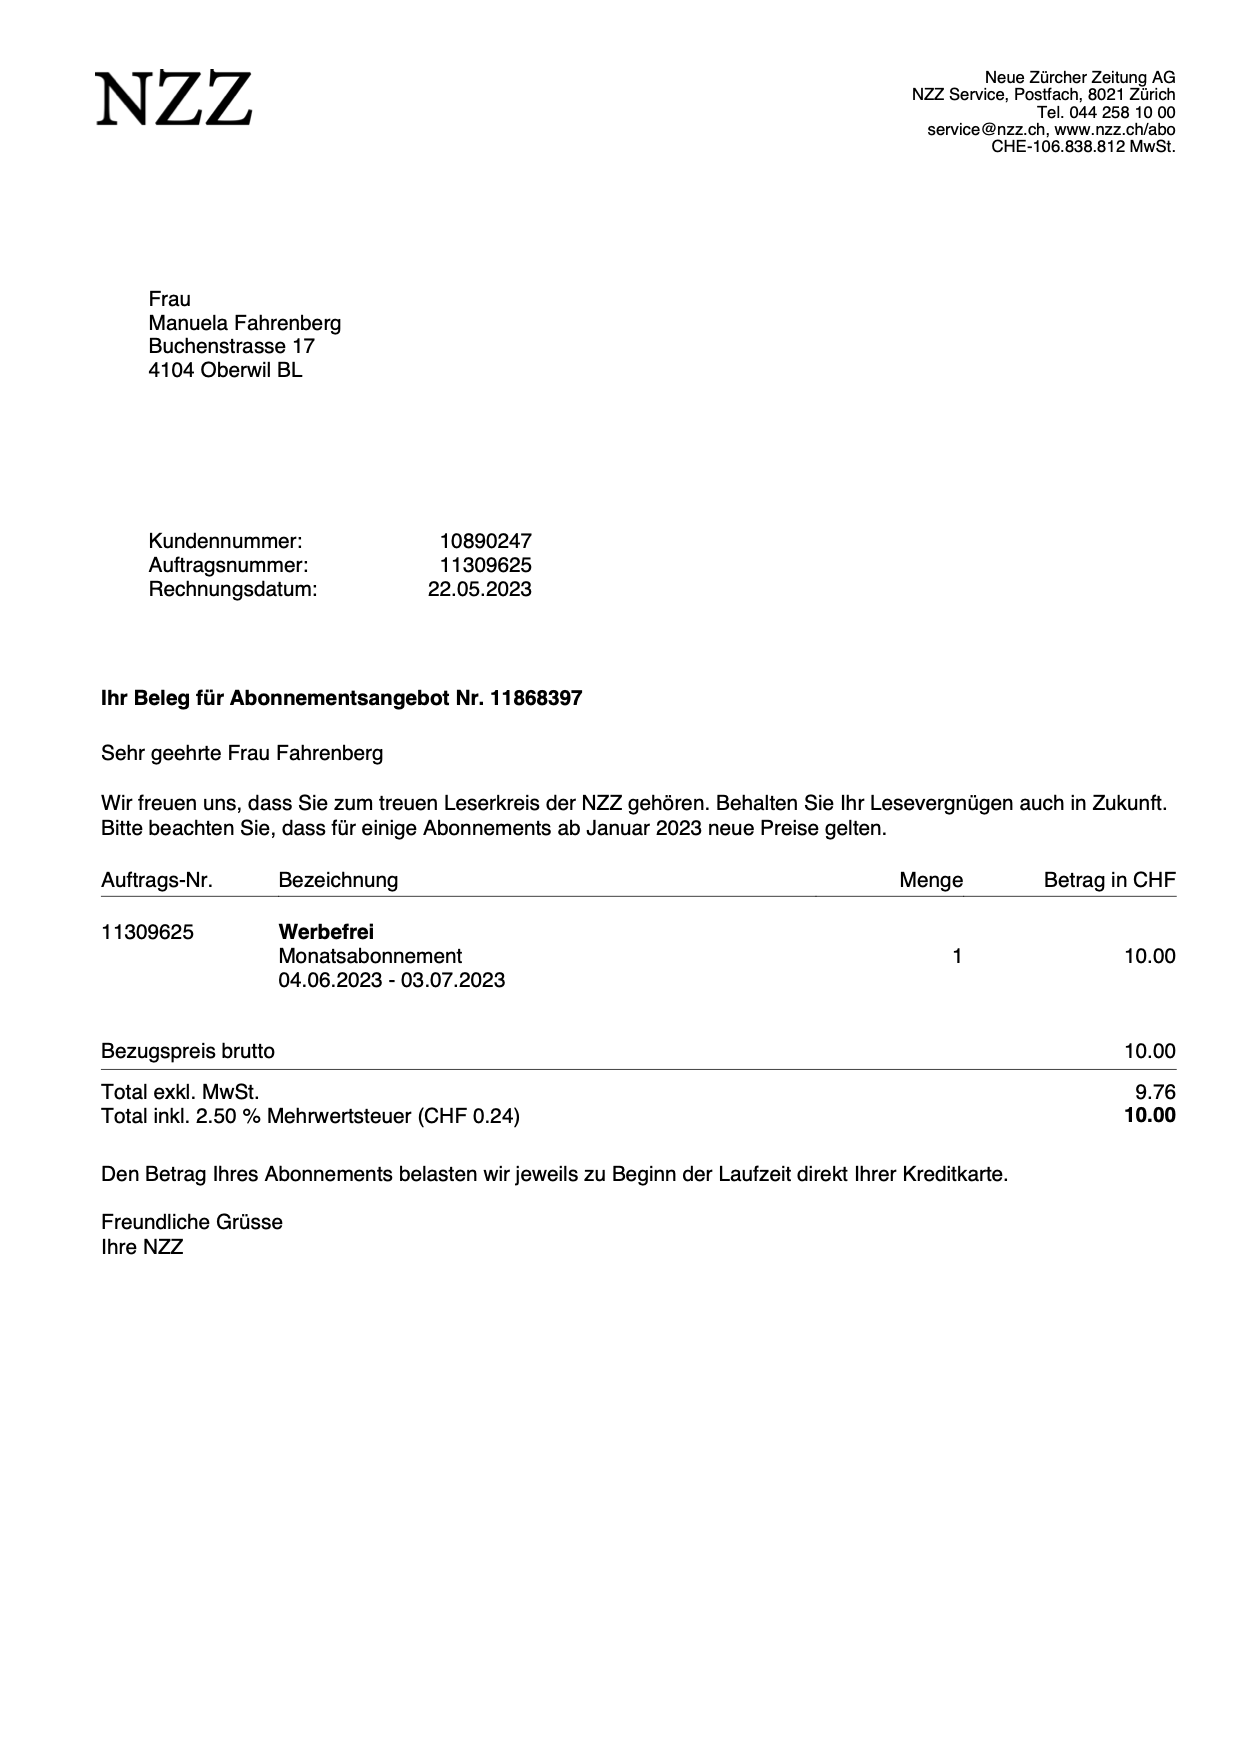 NZZ
Neue Zürcher Zeitung AG
NZZ Service, Postfach, 8021 Zürich
Tel. 044 258 10 00
service@nzz.ch, www.nzz.ch/abo
CHE-106.838.812 MwSt.
Frau
Manuela Fahrenberg
Buchenstrasse 17
4104 Oberwil BL
Kundennummer: 10890247
Auftragsnummer: 11309625
Rechnungsdatum: 22.05.2023
Ihr Beleg für Abonnementsangebot Nr. 11868397
Sehr geehrte Frau Fahrenberg
Wir freuen uns, dass Sie zum treuen Leserkreis der NZZ gehören. Behalten Sie Ihr Lesevergnügen auch in Zukunft.
Bitte beachten Sie, dass für einige Abonnements ab Januar 2023 neue Preise gelten.
Auftrags-Nr. Bezeichnung Menge Betrag in CHF
11309625 Werbefrei
Monatsabonnement 1 10.00
04.06.2023 - 03.07.2023
Bezugspreis brutto 10.00
Total exkl. MwSt. 9.76
Total inkl. 2.50 % Mehrwertsteuer (CHF 0.24) 10.00
Den Betrag Ihres Abonnements belasten wir jeweils zu Beginn der Laufzeit direkt Ihrer Kreditkarte.
Freundliche Grüsse
Ihre NZZ